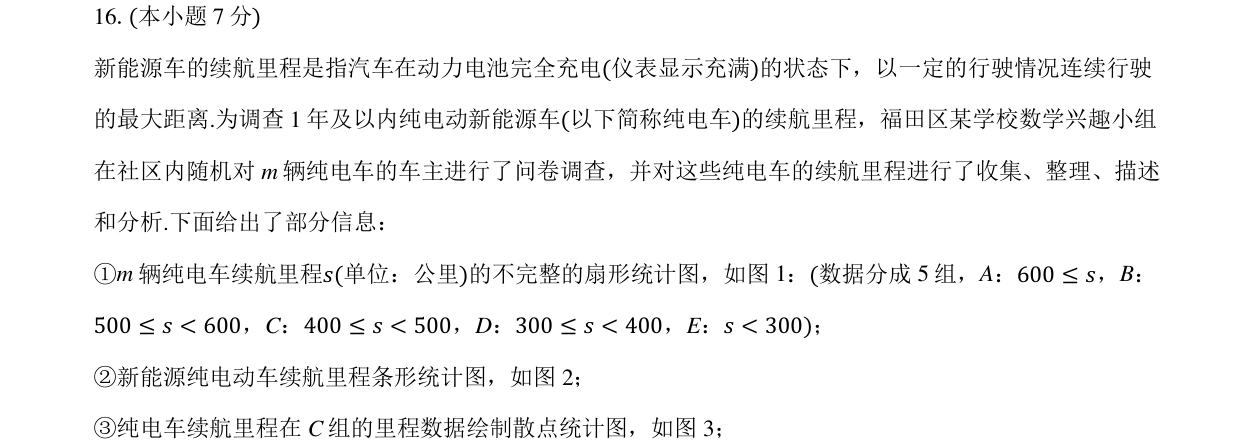 16. (本小题 7 分)
新能源车的续航里程是指汽车在动力电池完全充电(仪表显示充满)的状态下，以一定的行驶情况连续行驶
的最大距离.为调查 1 年及以内纯电动新能源车(以下简称纯电车)的续航里程，福田区某学校数学兴趣小组
在社区内随机对 m 辆纯电车的车主进行了问卷调查，并对这些纯电车的续航里程进行了收集、整理、描述
和分析.下面给出了部分信息：
①m 辆纯电车续航里程s(单位：公里)的不完整的扇形统计图，如图 1：(数据分成 5 组，A：600 ≤ s，B：
500 ≤ s < 600，C：400 ≤ s < 500，D：300 ≤ s < 400，E：s < 300)；
②新能源纯电动车续航里程条形统计图，如图 2；
③纯电车续航里程在 C 组的里程数据绘制散点统计图，如图 3；